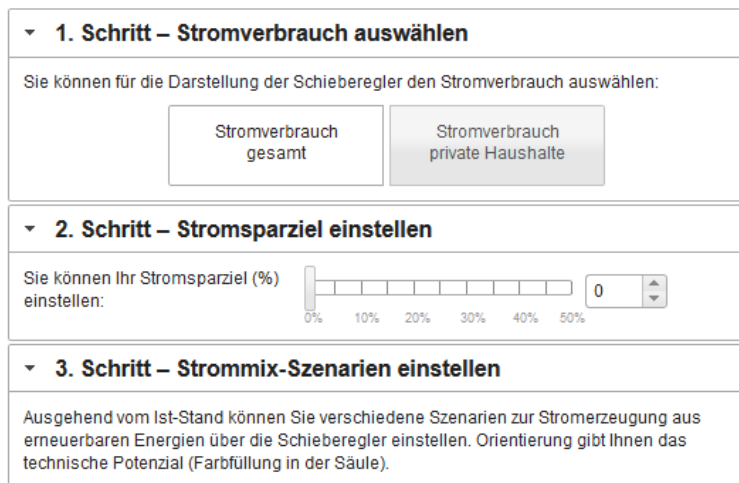 1. Schritt – Stromverbrauch auswählen
Sie können für die Darstellung der Schieberegler den Stromverbrauch auswählen:
Stromverbrauch
gesamt
Stromverbrauch
private Haushalte
2. Schritt – Stromsparziel einstellen
Sie können Ihr Stromsparziel (%)
einstellen:
0
0% 10% 20% 30% 40% 50%
3. Schritt – Strommix-Szenarien einstellen
Ausgehend vom Ist-Stand können Sie verschiedene Szenarien zur Stromerzeugung aus
erneuerbaren Energien über die Schieberegler einstellen. Orientierung gibt Ihnen das
technische Potenzial (Farbfüllung in der Säule).